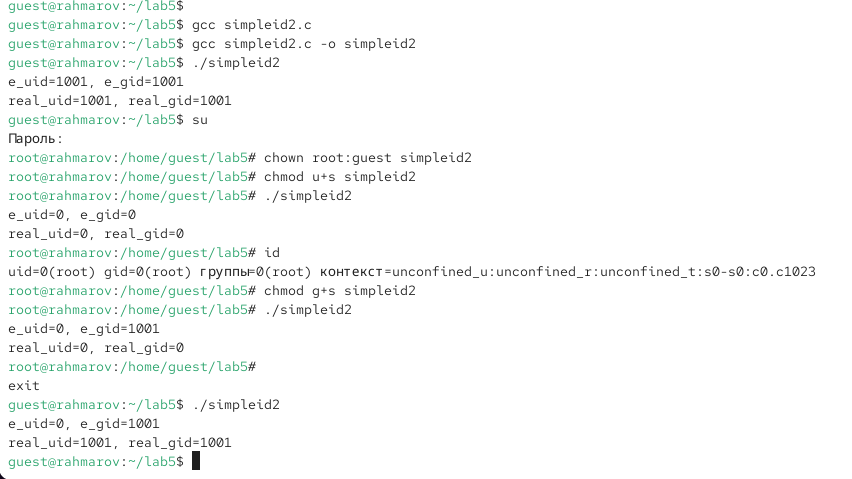 guest@rahmarov:~/lab5$
guest@rahmarov:~/lab5$ gcc simpleid2.c
guest@rahmarov:~/lab5$ gcc simpleid2.c -o simpleid2
guest@rahmarov:~/lab5$ ./simpleid2
e_uid=1001, e_gid=1001
real_uid=1001, real_gid=1001
guest@rahmarov:~/lab5$ su
Пароль:
root@rahmarov:/home/guest/lab5# chown root:guest simpleid2
root@rahmarov:/home/guest/lab5# chmod u+s simpleid2
root@rahmarov:/home/guest/lab5# ./simpleid2
e_uid=0, e_gid=0
real_uid=0, real_gid=0
root@rahmarov:/home/guest/lab5# id
uid=0(root) gid=0(root) группы=0(root) контекст=unconfined_u:unconfined_r:unconfined_t:s0-s0:c0.c1023
root@rahmarov:/home/guest/lab5# chmod g+s simpleid2
root@rahmarov:/home/guest/lab5# ./simpleid2
e_uid=0, e_gid=1001
real_uid=0, real_gid=0
root@rahmarov:/home/guest/lab5#
exit
guest@rahmarov:~/lab5$ ./simpleid2
e_uid=0, e_gid=1001
real_uid=1001, real_gid=1001
guest@rahmarov:~/lab5$